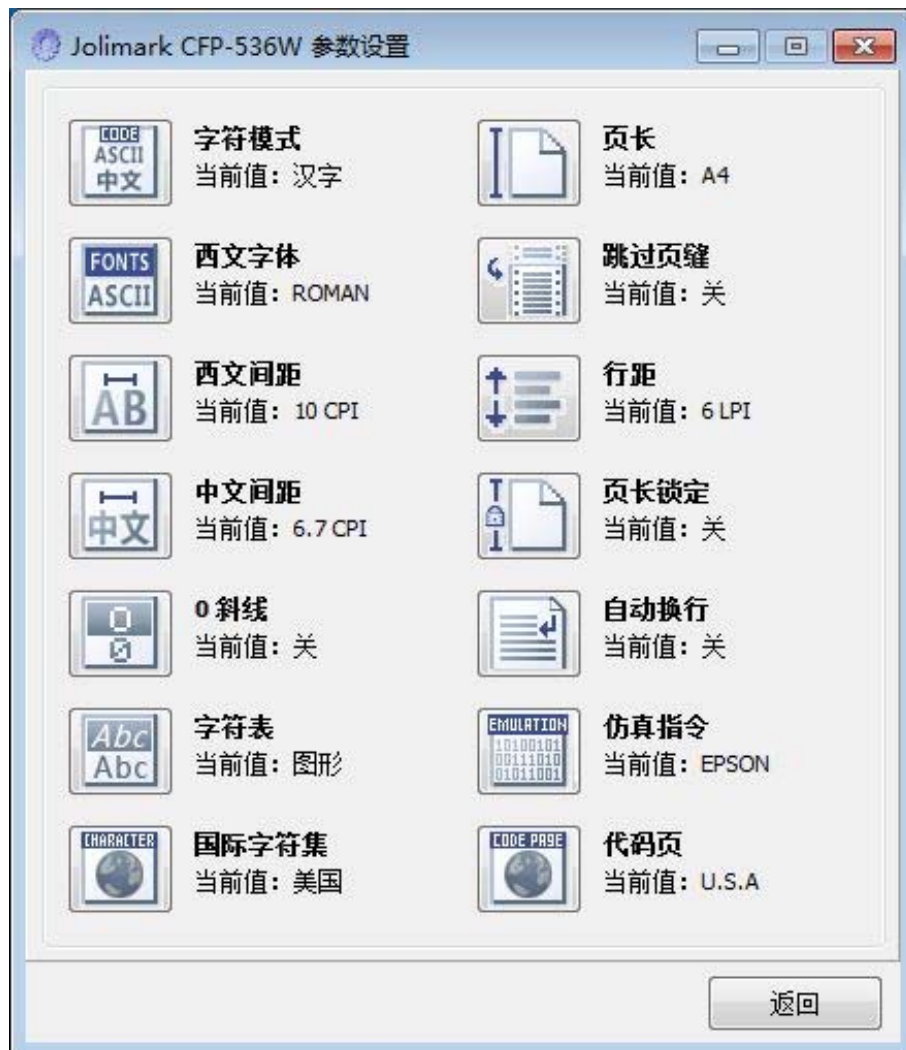 Jolimark CFP-536W 参数设置
CODE
ASCII
中文
字符模式
当前值：汉字
页长
当前值：A4
FONTS
ASCII
西文字体
当前值：ROMAN
跳过页缝
当前值：关
AB
西文间距
当前值：10 CPI
行距
当前值：6 LPI
中文
中文间距
当前值：6.7 CPI
页长锁定
当前值：关
0
0
0 斜线
当前值：关
自动换行
当前值：关
Abc
Abc
字符表
当前值：图形
EMULATION
10100101
00111010
01011001
仿真指令
当前值：EPSON
CHARACTER
国际字符集
当前值：美国
CODE PAGE
代码页
当前值：U.S.A
返回